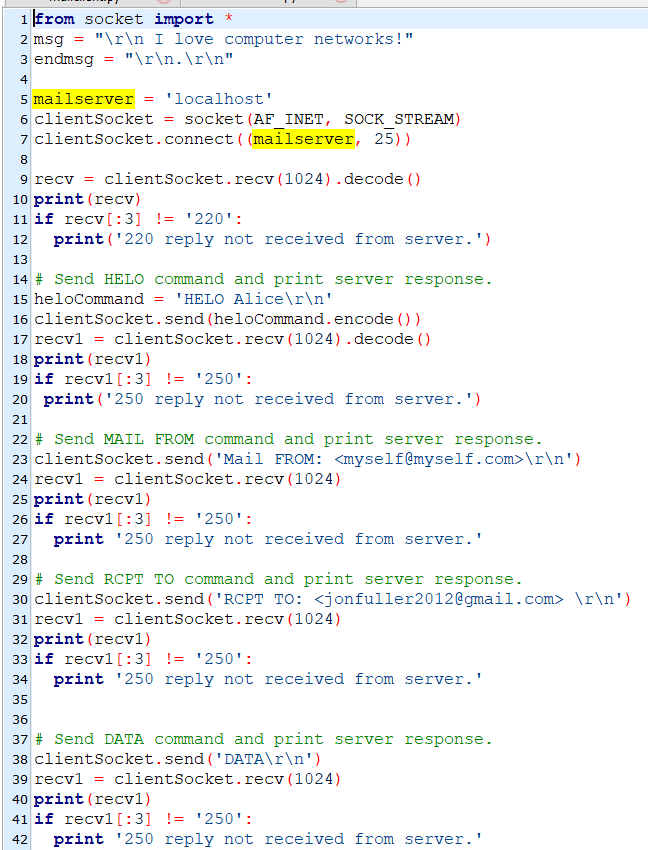 1 from socket import *
2 msg = "\r\n I love computer networks!"
3 endmsg = "\r\n.\r\n"
4
5 mailserver = 'localhost'
6 clientSocket = socket(AF_INET, SOCK_STREAM)
7 clientSocket.connect((mailserver, 25))
8
9 recv = clientSocket.recv(1024).decode()
10 print(recv)
11 if recv[:3] != '220':
12   print('220 reply not received from server.')
13
14 # Send HELO command and print server response.
15 heloCommand = 'HELO Alice\r\n'
16 clientSocket.send(heloCommand.encode())
17 recv1 = clientSocket.recv(1024).decode()
18 print(recv1)
19 if recv1[:3] != '250':
20  print('250 reply not received from server.')
21
22 # Send MAIL FROM command and print server response.
23 clientSocket.send('Mail FROM: <myself@myself.com>\r\n')
24 recv1 = clientSocket.recv(1024)
25 print(recv1)
26 if recv1[:3] != '250':
27   print '250 reply not received from server.'
28
29 # Send RCPT TO command and print server response.
30 clientSocket.send('RCPT TO: <jonfuller2012@gmail.com> \r\n')
31 recv1 = clientSocket.recv(1024)
32 print(recv1)
33 if recv1[:3] != '250':
34   print '250 reply not received from server.'
35
36
37 # Send DATA command and print server response.
38 clientSocket.send('DATA\r\n')
39 recv1 = clientSocket.recv(1024)
40 print(recv1)
41 if recv1[:3] != '250':
42   print '250 reply not received from server.'